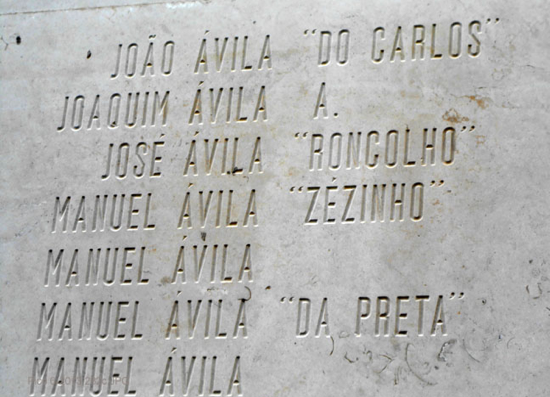 JOÃO ÁVILA "DO CARLOS"
JOAQUIM ÁVILA A.
JOSÉ ÁVILA "RONCOLHO"
MANUEL ÁVILA "ZÉZINHO"
MANUEL ÁVILA
MANUEL ÁVILA "DA PRETA"
MANUEL ÁVILA